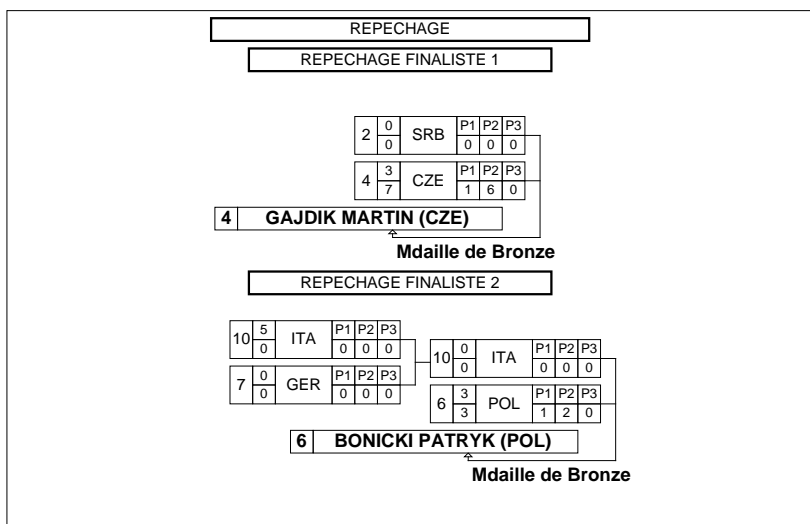 REPECHAGE
REPECHAGE FINALISTE 1
2 0 0 SRB P1 P2 P3 0 0 0
4 3 7 CZE P1 P2 P3 1 6 0
4 GAJDIK MARTIN (CZE)
Mdaille de Bronze
REPECHAGE FINALISTE 2
10 5 0 ITA P1 P2 P3 0 0 0
7 0 0 GER P1 P2 P3 0 0 0
10 0 0 ITA P1 P2 P3 0 0 0
6 3 3 POL P1 P2 P3 1 2 0
6 BONICKI PATRYK (POL)
Mdaille de Bronze